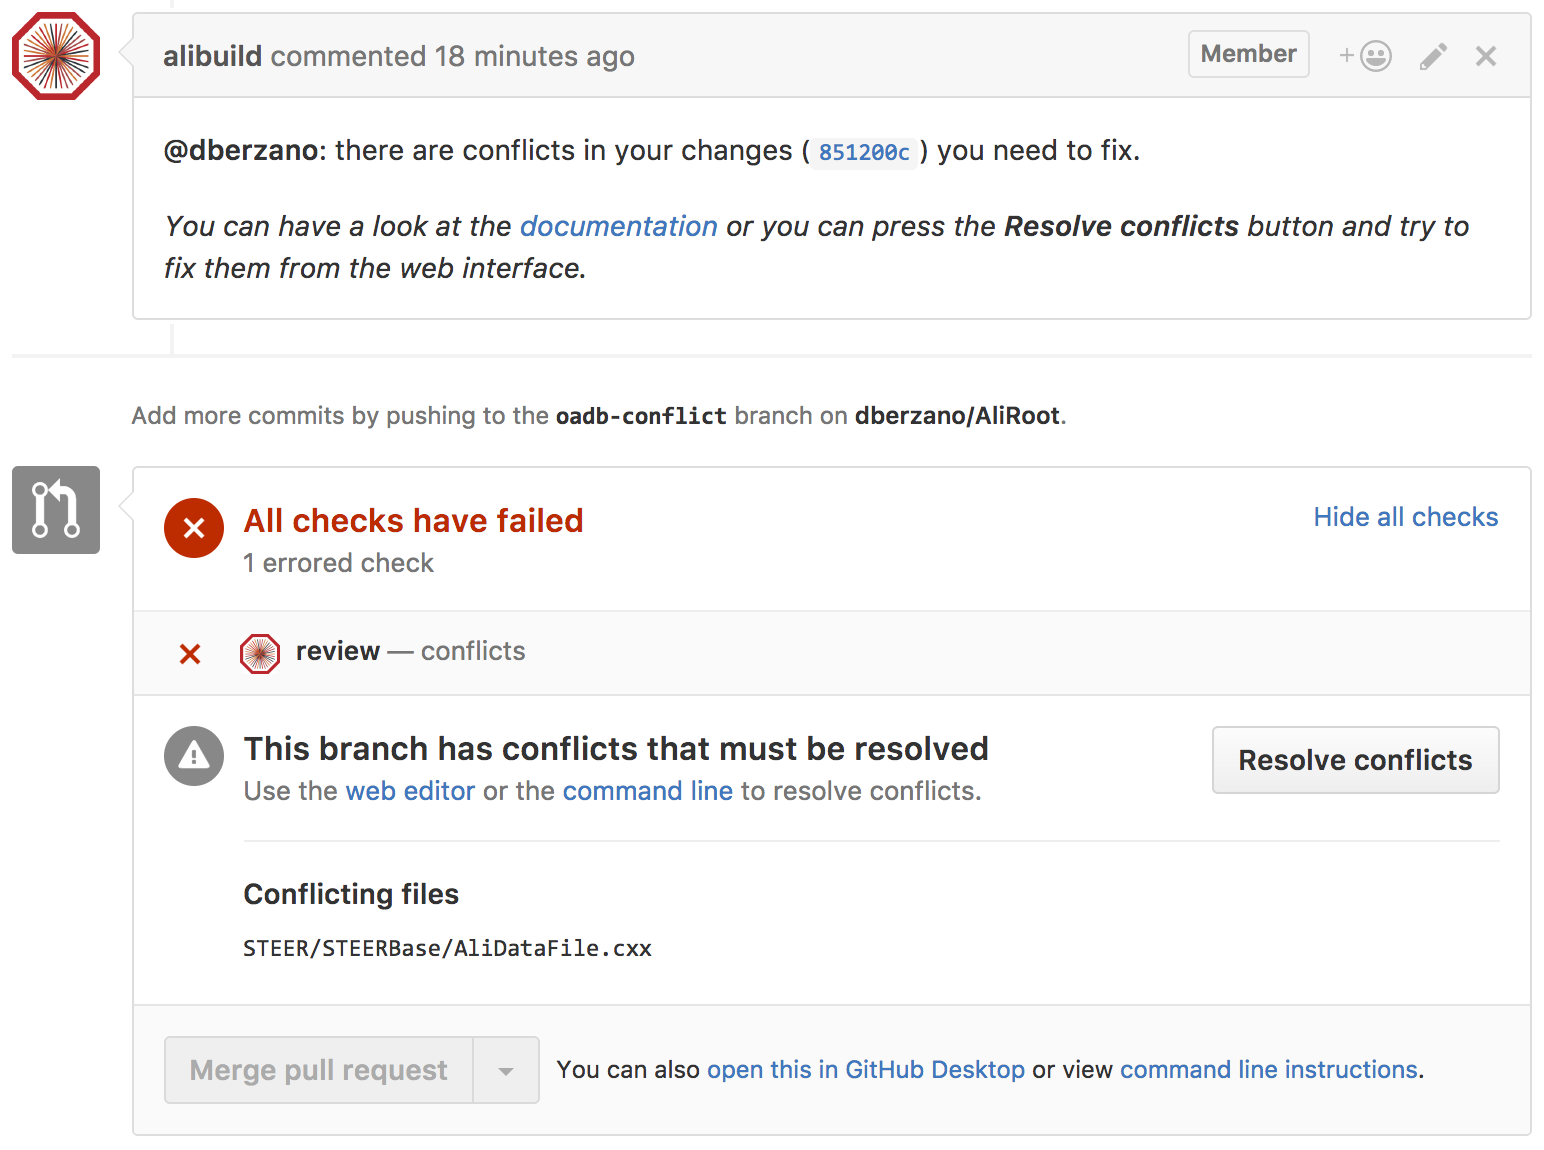 alibuild commented 18 minutes ago Member
@dberzano: there are conflicts in your changes ( 851200c ) you need to fix.
You can have a look at the documentation or you can press the Resolve conflicts button and try to
fix them from the web interface.
Add more commits by pushing to the oadb-conflict branch on dberzano/AliRoot.
All checks have failed Hide all checks
1 errored check
review — conflicts
This branch has conflicts that must be resolved
Resolve conflicts
Use the web editor or the command line to resolve conflicts.
Conflicting files
STEER/STEERBase/AliDataFile.cxx
Merge pull request You can also open this in GitHub Desktop or view command line instructions.